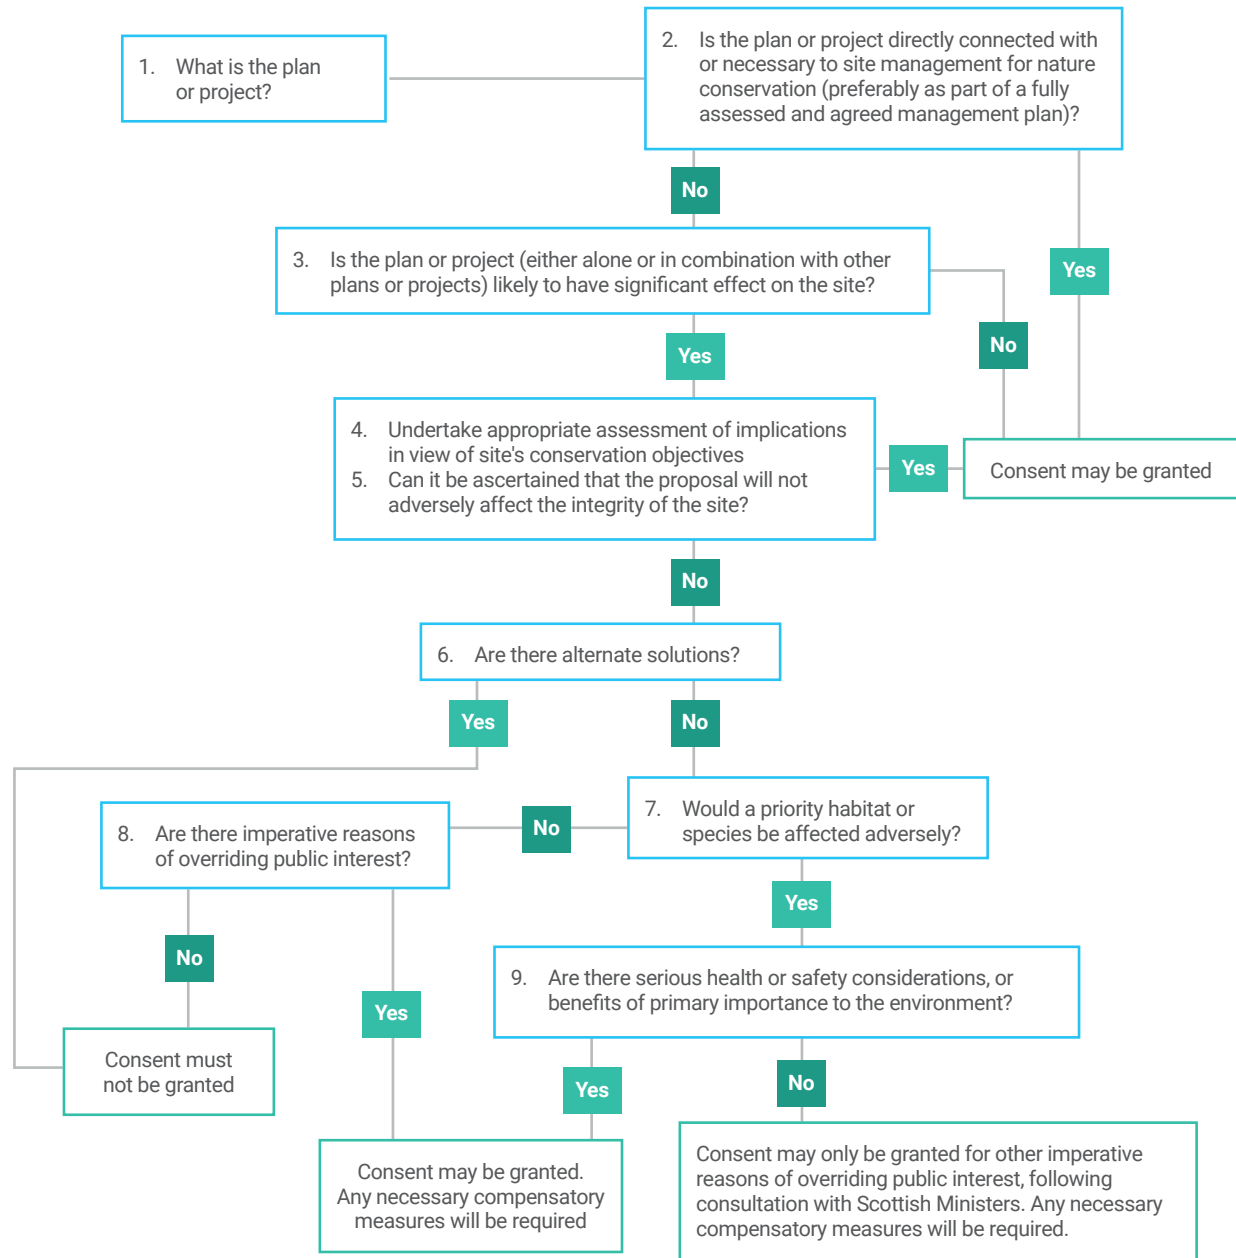 1. What is the plan
or project?
2. Is the plan or project directly connected with
or necessary to site management for nature
conservation (preferably as part of a fully
assessed and agreed management plan)?
No
Yes
3. Is the plan or project (either alone or in combination with other
plans or projects) likely to have significant effect on the site?
Yes
No
4. Undertake appropriate assessment of implications
in view of site's conservation objectives
5. Can it be ascertained that the proposal will not
adversely affect the integrity of the site?
Yes
Consent may be granted
No
6. Are there alternate solutions?
Yes
No
7. Would a priority habitat or
species be affected adversely?
No
8. Are there imperative reasons
of overriding public interest?
Yes
No
Yes
9. Are there serious health or safety considerations, or
benefits of primary importance to the environment?
Consent must
not be granted
Yes
No
Consent may be granted.
Any necessary compensatory
measures will be required
Consent may only be granted for other imperative
reasons of overriding public interest, following
consultation with Scottish Ministers. Any necessary
compensatory measures will be required.